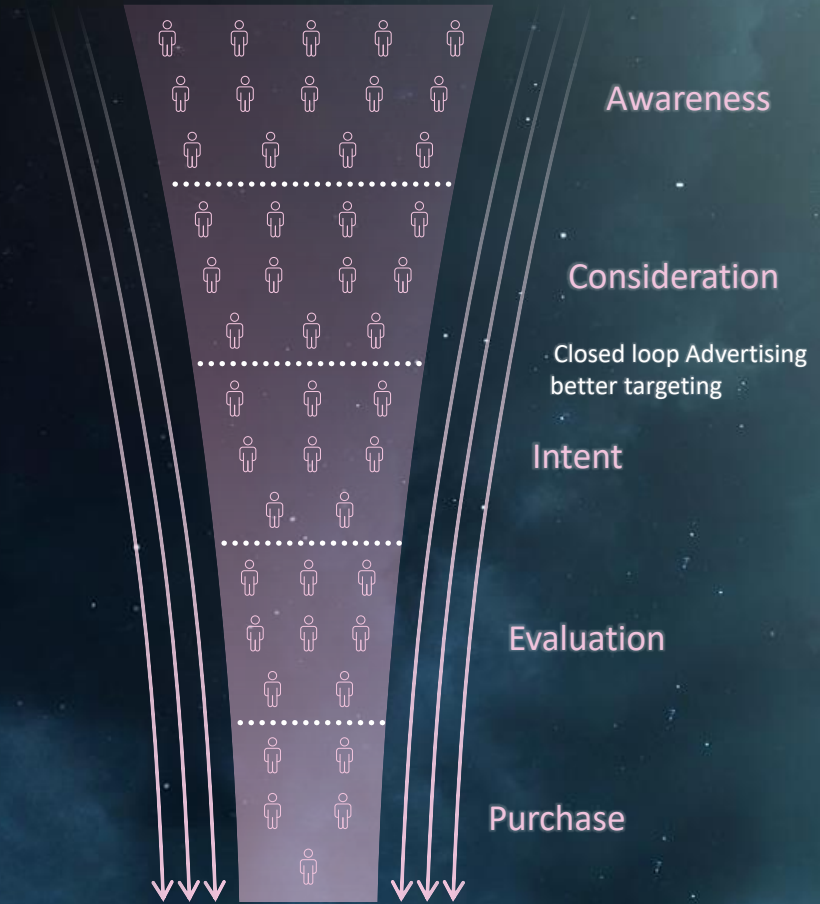 Awareness
Consideration
Closed loop Advertising
better targeting
Intent
Evaluation
Purchase